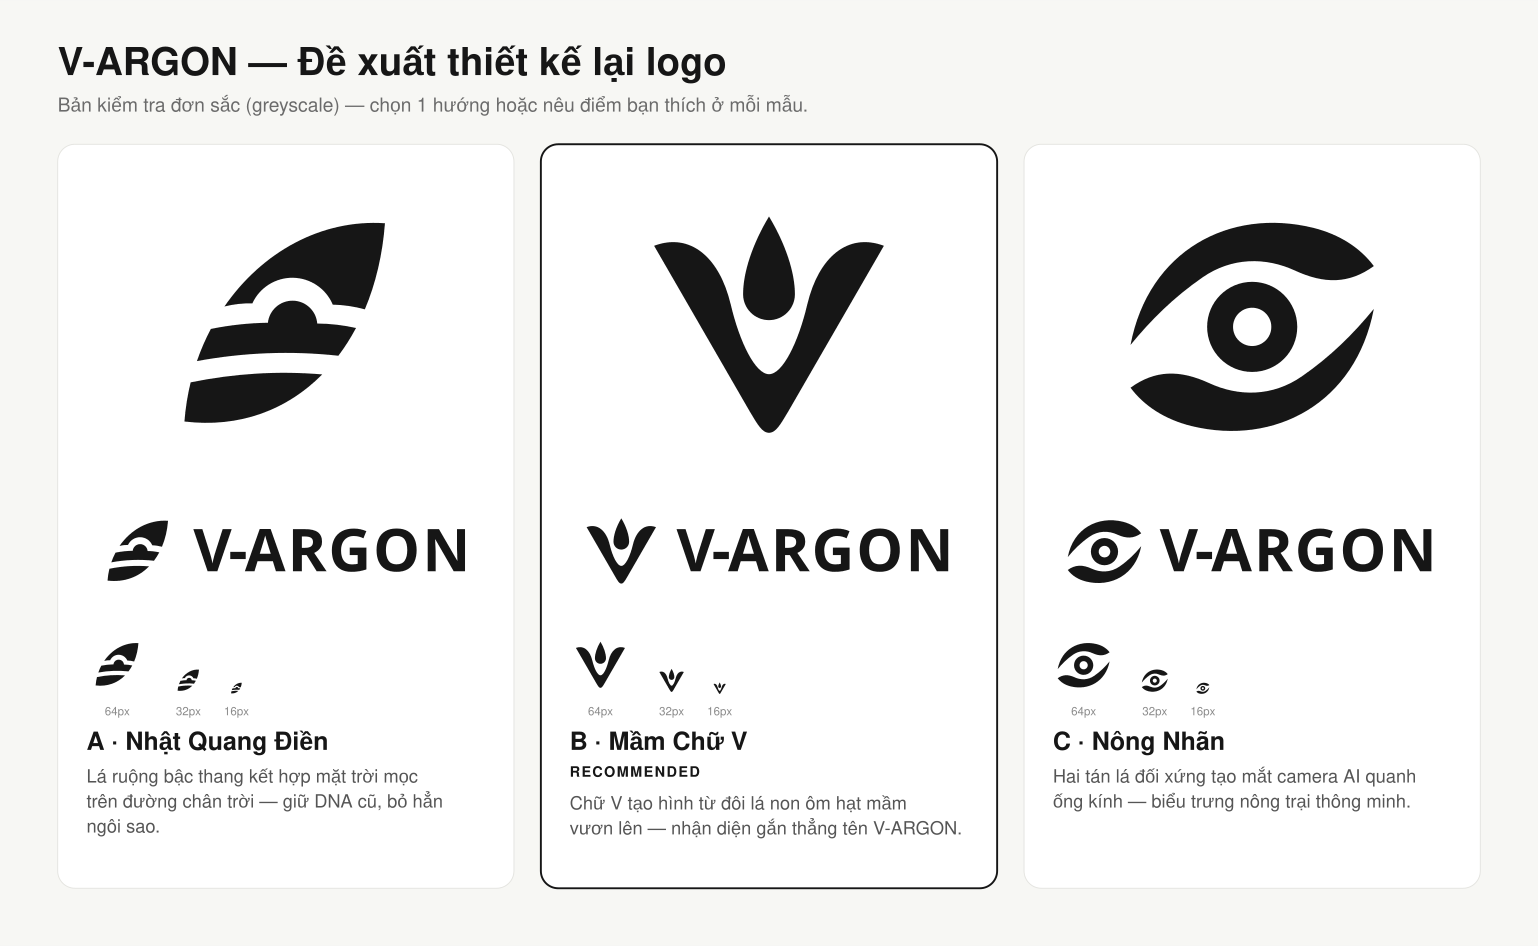 V-ARGON — Đề xuất thiết kế lại logo
Bản kiểm tra đơn sắc (greyscale) — chọn 1 hướng hoặc nêu điểm bạn thích ở mỗi mẫu.
V-ARGON
64px 32px 16px
A · Nhật Quang Điền
Lá ruộng bậc thang kết hợp mặt trời mọc
trên đường chân trời — giữ DNA cũ, bỏ hẳn
ngôi sao.
V-ARGON
64px 32px 16px
B · Mầm Chữ V
RECOMMENDED
Chữ V tạo hình từ đôi lá non ôm hạt mầm
vươn lên — nhận diện gắn thẳng tên V-ARGON.
V-ARGON
64px 32px 16px
C · Nông Nhãn
Hai tán lá đối xứng tạo mắt camera AI quanh
ống kính — biểu trưng nông trại thông minh.